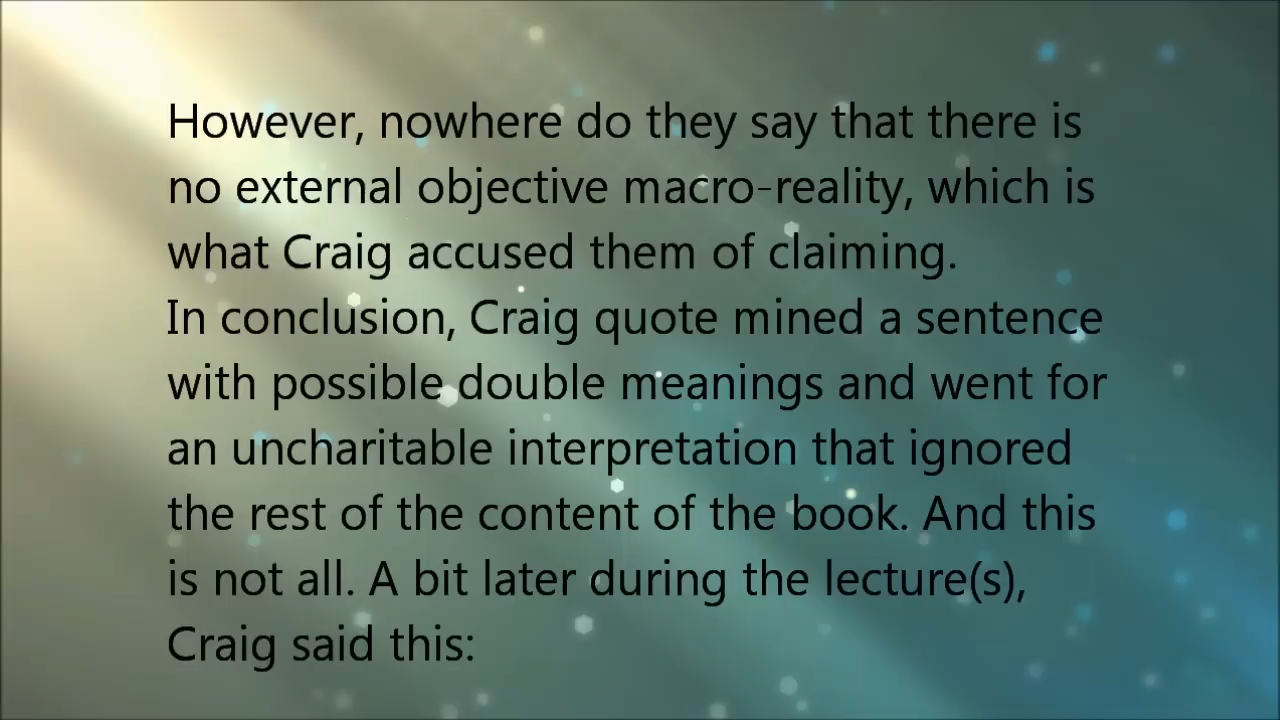 However, nowhere do they say that there is
no external objective macro-reality, which is
what Craig accused them of claiming.
In conclusion, Craig quote mined a sentence
with possible double meanings and went for
an uncharitable interpretation that ignored
the rest of the content of the book. And this
is not all. A bit later during the lecture(s),
Craig said this: